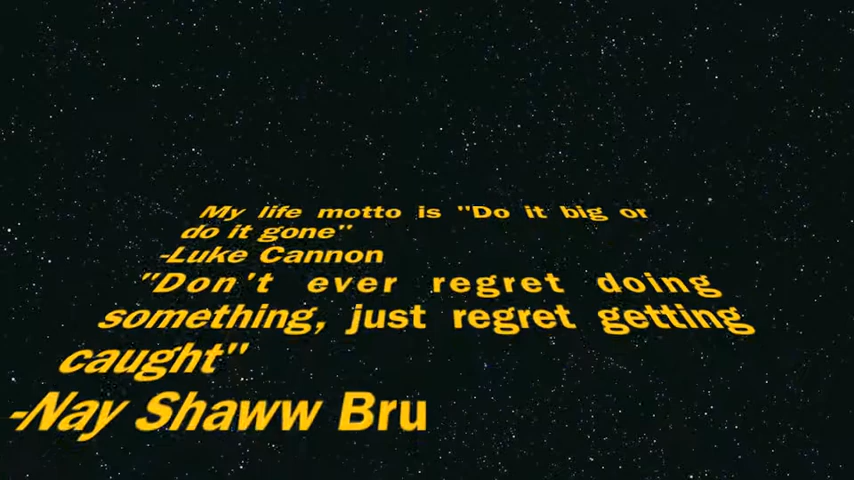 My life motto is "Do it big or
do it gone"
-Luke Cannon
"Don't ever regret doing
something, just regret getting
caught"
-Nay Shaww Bru